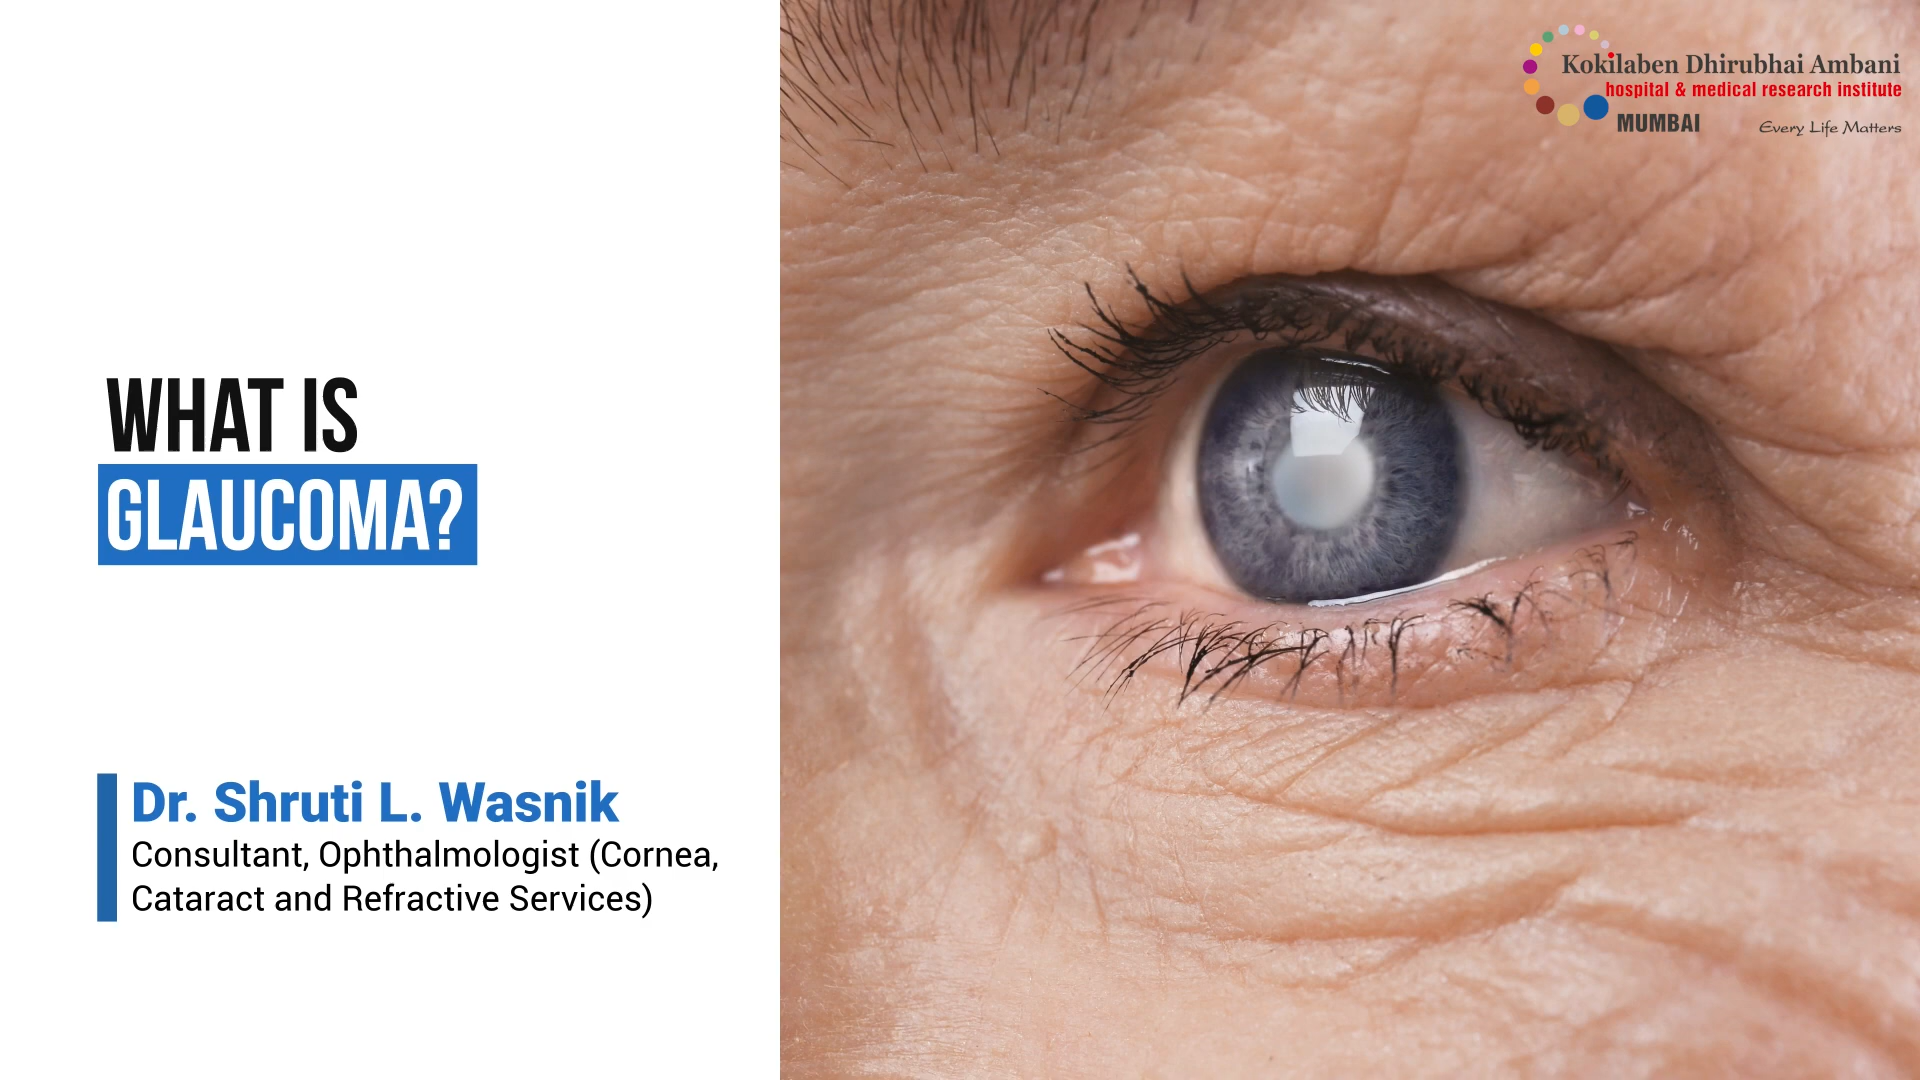 WHAT IS
GLAUCOMA?
Dr. Shruti L. Wasnik
Consultant, Ophthalmologist (Cornea,
Cataract and Refractive Services)
Kokilaben Dhirubhai Ambani
hospital & medical research institute
MUMBAI
Every Life Matters